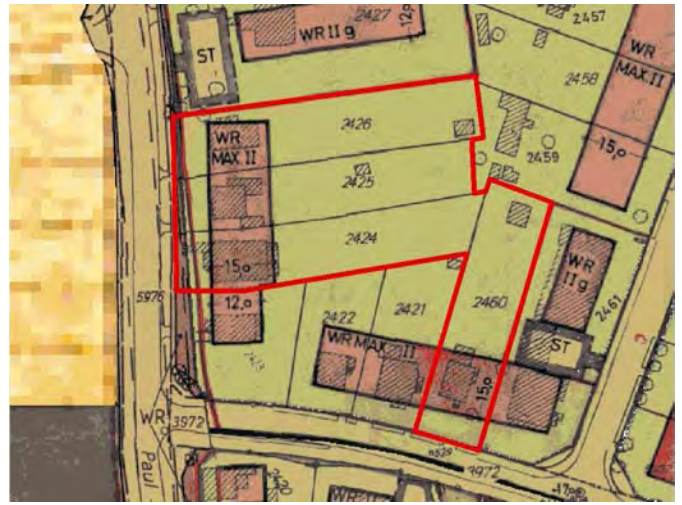 2427
WR II g
12,0
ST
2457
WR
MAX.II
2458
15,0
2426
WR
MAX. II
2425
2459
2424
15,0
12,0
5976
2422
2421
2460
WR
II g
2461
WR MAX. II
ST
15,0
WR
3972
Paul
3972